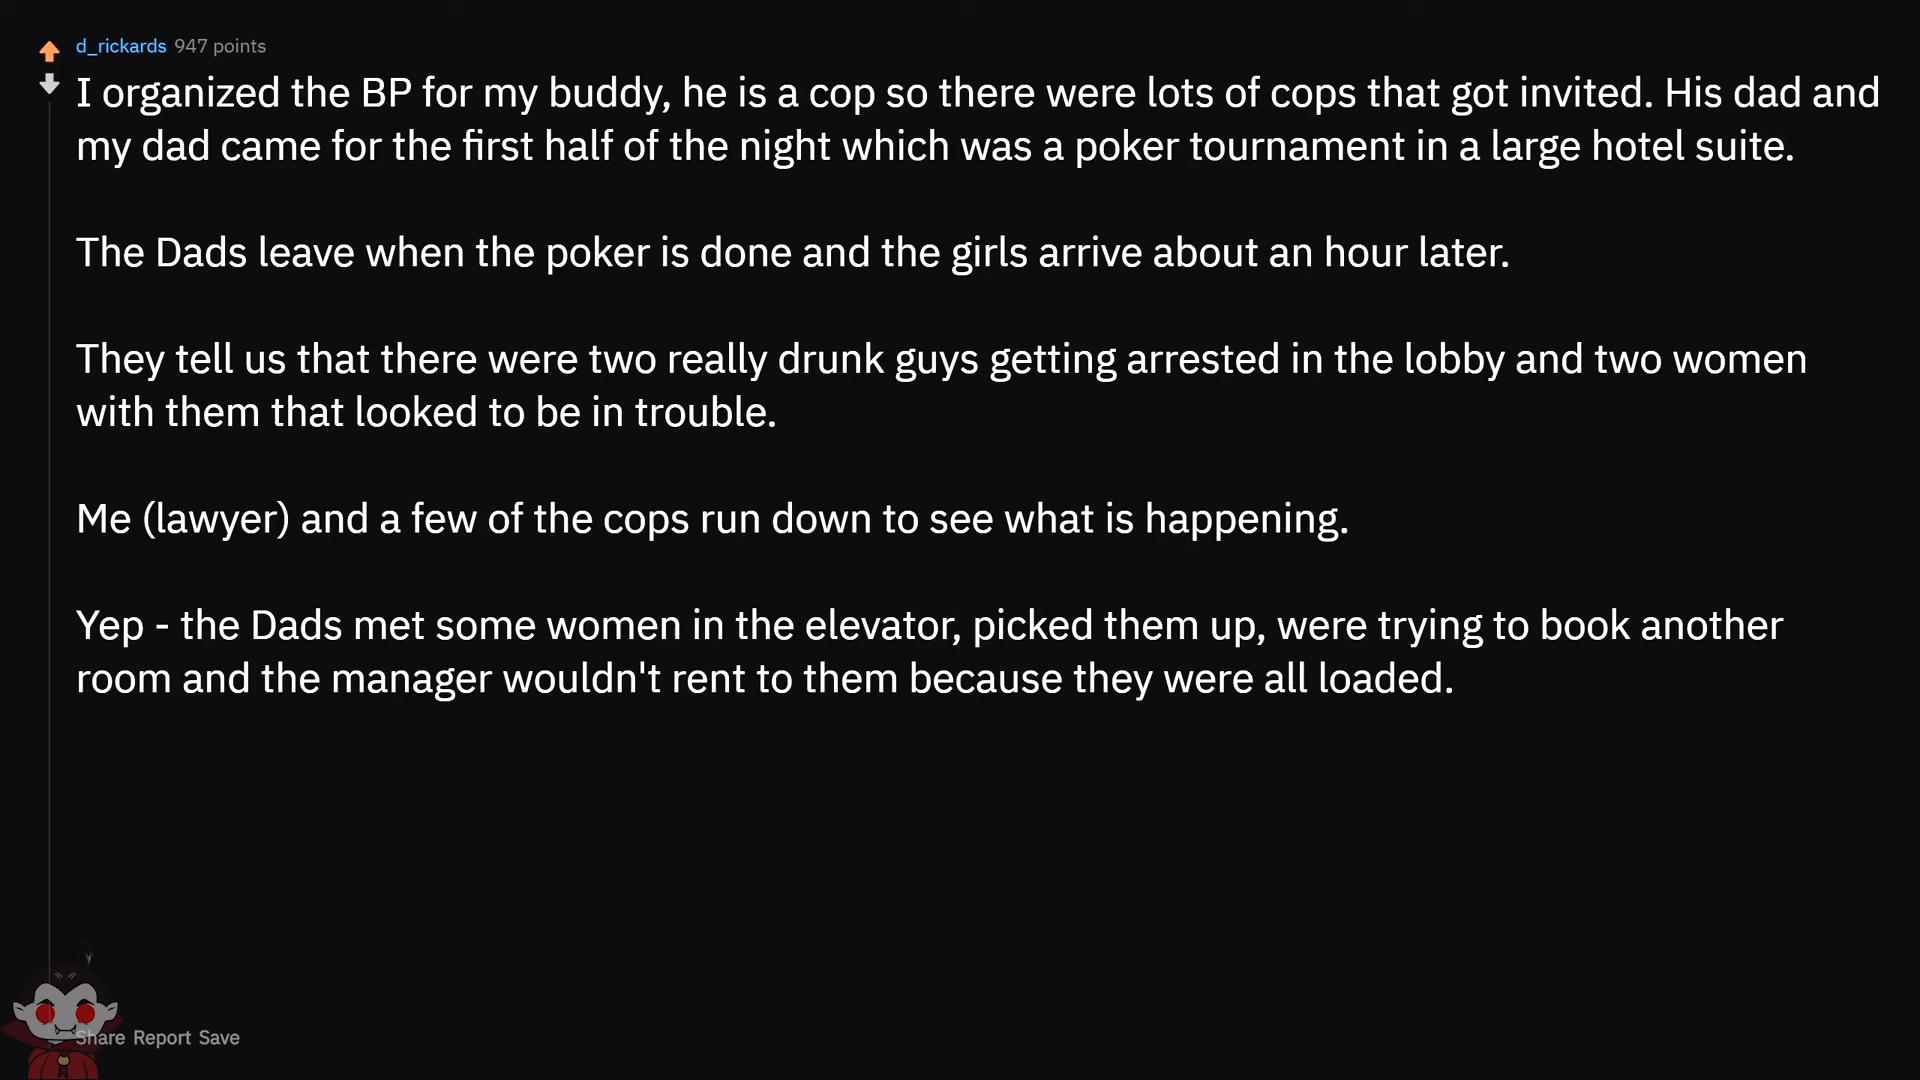 d_rickards 947 points
I organized the BP for my buddy, he is a cop so there were lots of cops that got invited. His dad and
my dad came for the first half of the night which was a poker tournament in a large hotel suite.
The Dads leave when the poker is done and the girls arrive about an hour later.
They tell us that there were two really drunk guys getting arrested in the lobby and two women
with them that looked to be in trouble.
Me (lawyer) and a few of the cops run down to see what is happening.
Yep - the Dads met some women in the elevator, picked them up, were trying to book another
room and the manager wouldn't rent to them because they were all loaded.
Share Report Save